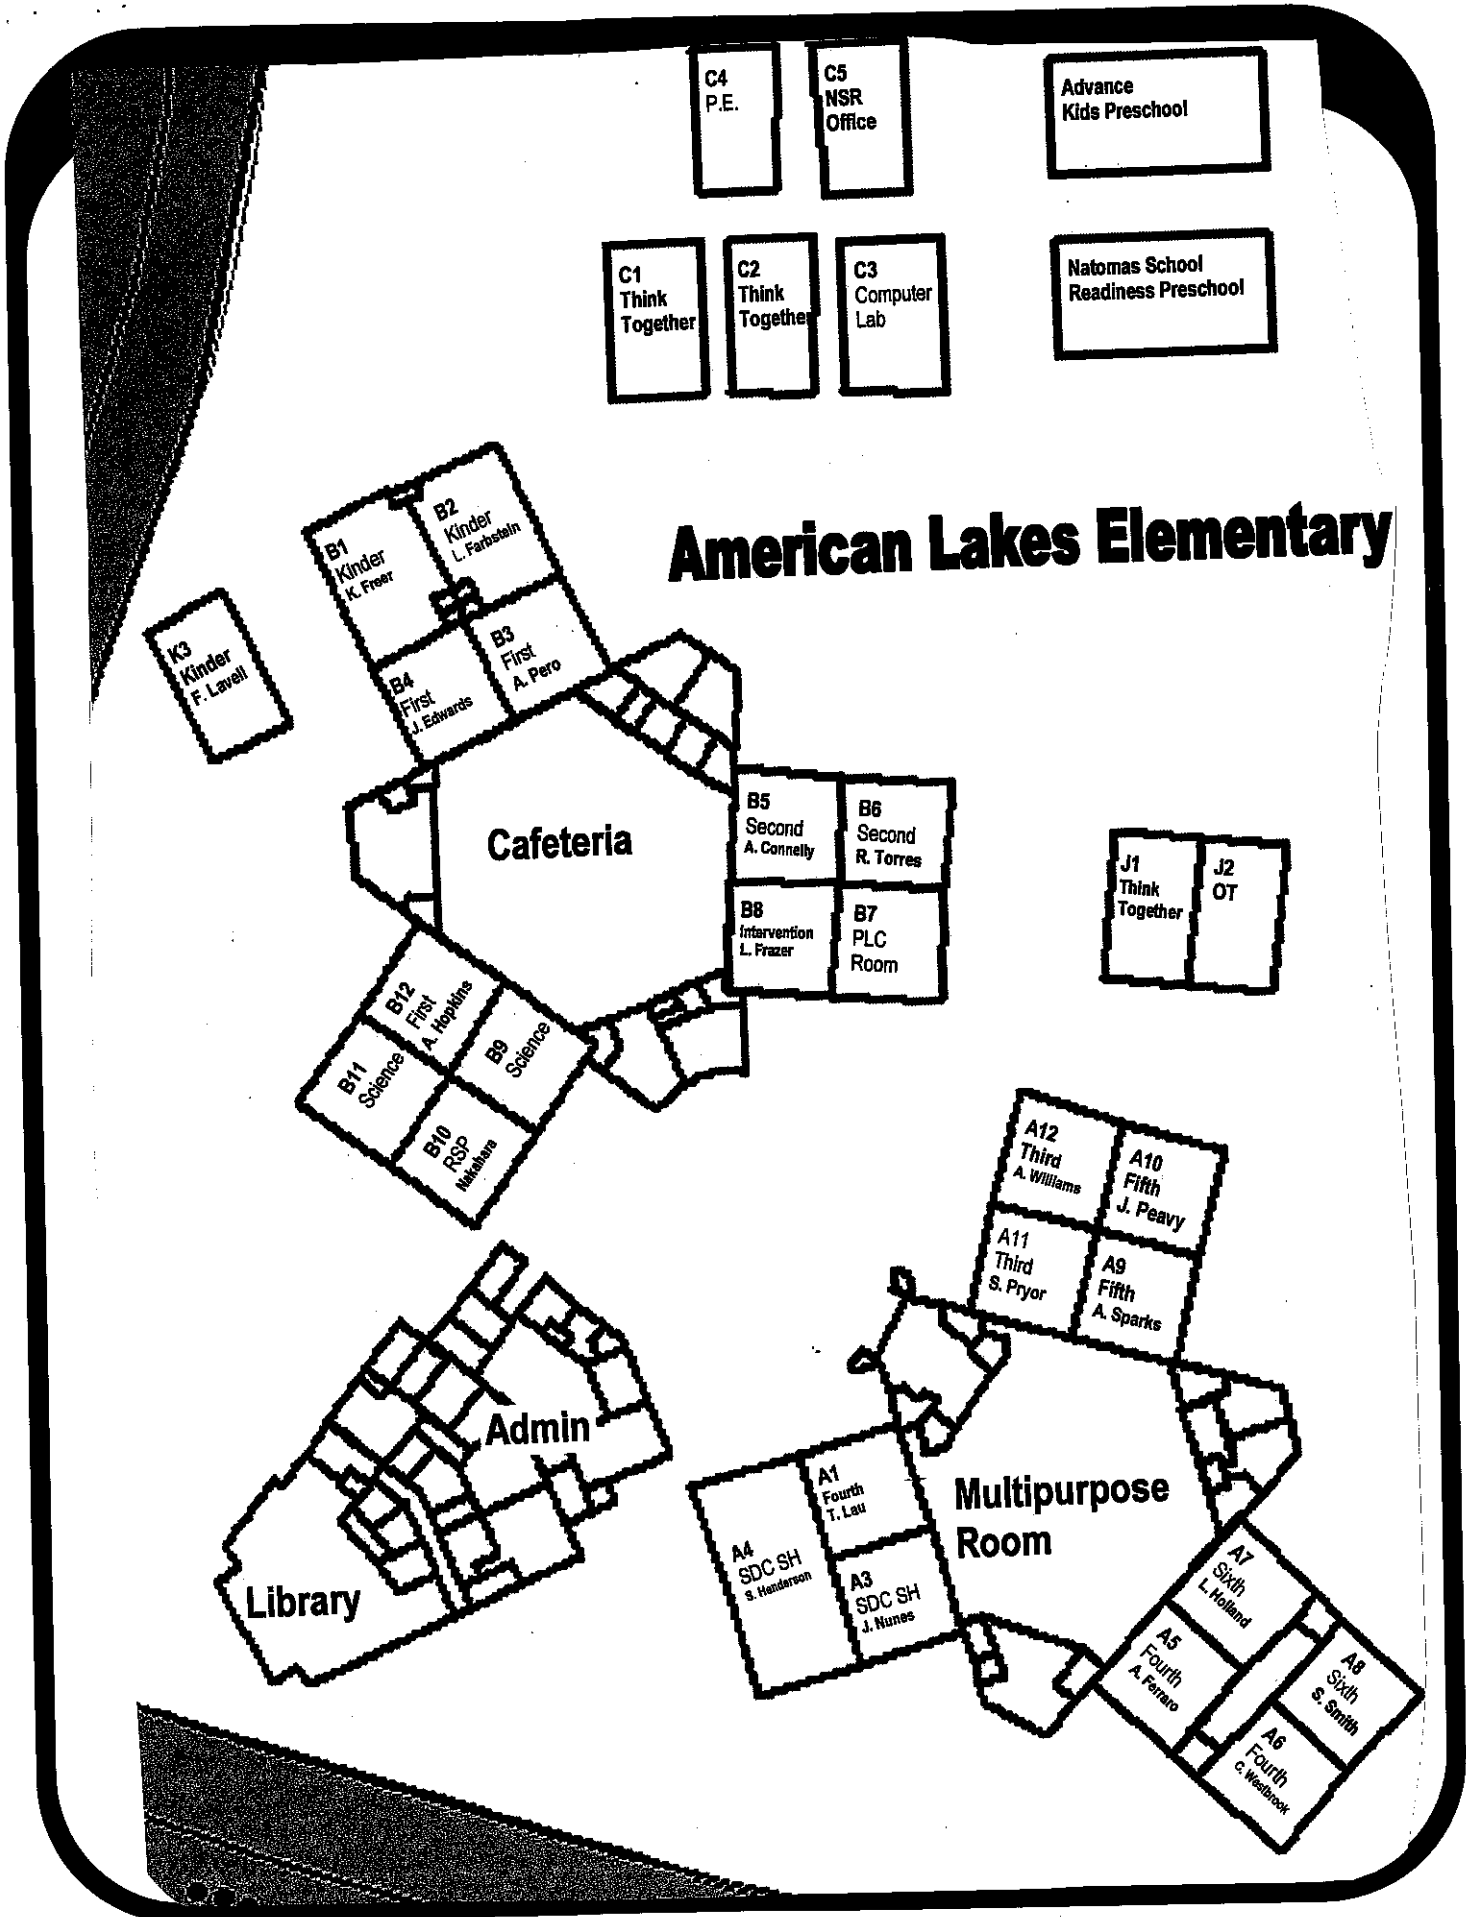 C4
P.E.
C5
NSR
Office
Advance
Kids Preschool
C1
Think
Together
C2
Think
Together
C3
Computer
Lab
Natomas School
Readiness Preschool
American Lakes Elementary
B1
Kinder
K. Freer
B2
Kinder
L. Farbstein
K3
Kinder
F. Lavell
B4
First
J. Edwards
B3
First
A. Pero
Cafeteria
B5
Second
A. Connelly
B6
Second
R. Torres
B8
Intervention
L. Frazer
B7
PLC
Room
J1
Think
Together
J2
OT
B12
First
A. Hopkins
B9
Science
B11
Science
B10
RSP
Nakahara
A12
Third
A. Williams
A10
Fifth
J. Peavy
A11
Third
S. Pryor
A9
Fifth
A. Sparks
Admin
Library
A1
Fourth
T. Lau
A4
SDC SH
S. Henderson
A3
SDC SH
J. Nunes
Multipurpose
Room
A7
Sixth
L. Holland
A5
Fourth
A. Ferraro
A8
Sixth
S. Smith
A6
Fourth
C. Westbrook